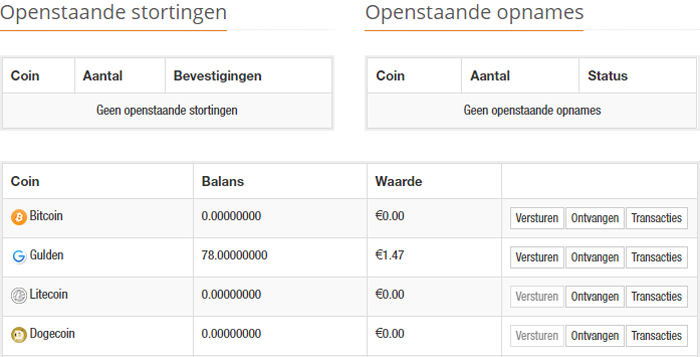 Openstaande stortingen
Openstaande opnames
Coin Aantal Bevestigingen
Geen openstaande stortingen
Coin Aantal Status
Geen openstaande opnames
Coin Balans Waarde
Bitcoin 0.00000000 €0.00 Versturen Ontvangen Transacties
Gulden 78.00000000 €1.47 Versturen Ontvangen Transacties
Litecoin 0.00000000 €0.00 Versturen Ontvangen Transacties
Dogecoin 0.00000000 €0.00 Versturen Ontvangen Transacties